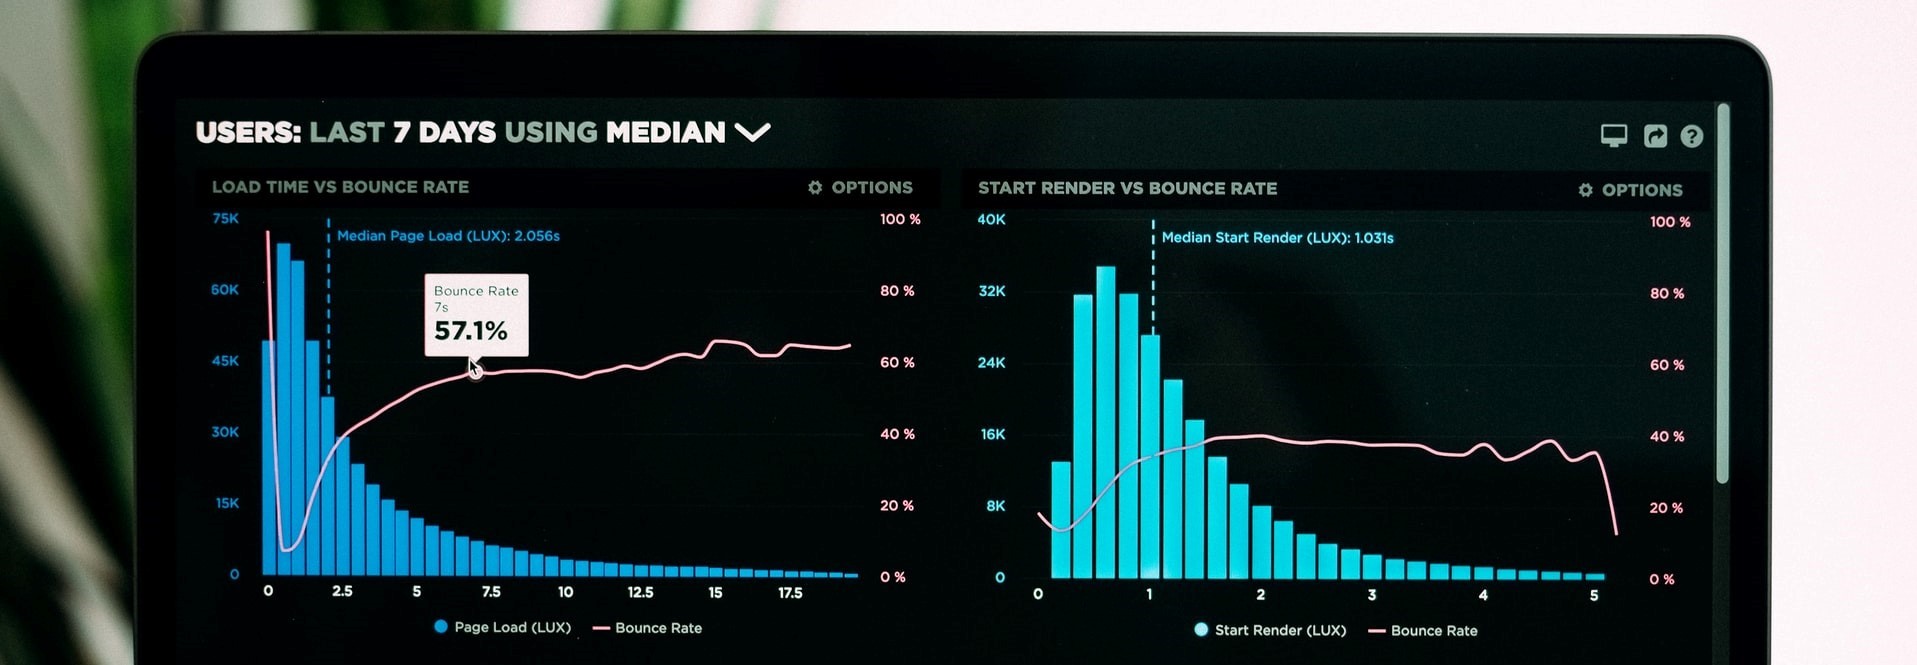 USERS: LAST 7 DAYS USING MEDIAN
LOAD TIME VS BOUNCE RATE
OPTIONS
75K
60K
45K
30K
15K
0
Median Page Load (LUX): 2.056s
Bounce Rate
7s
57.1%
100 %
80 %
60 %
40 %
20 %
0 %
0 2.5 5 7.5 10 12.5 15 17.5
Page Load (LUX) Bounce Rate
START RENDER VS BOUNCE RATE
OPTIONS
40K
32K
24K
16K
8K
0
Median Start Render (LUX): 1.031s
100 %
80 %
60 %
40 %
20 %
0 %
0 1 2 3 4 5
Start Render (LUX) Bounce Rate